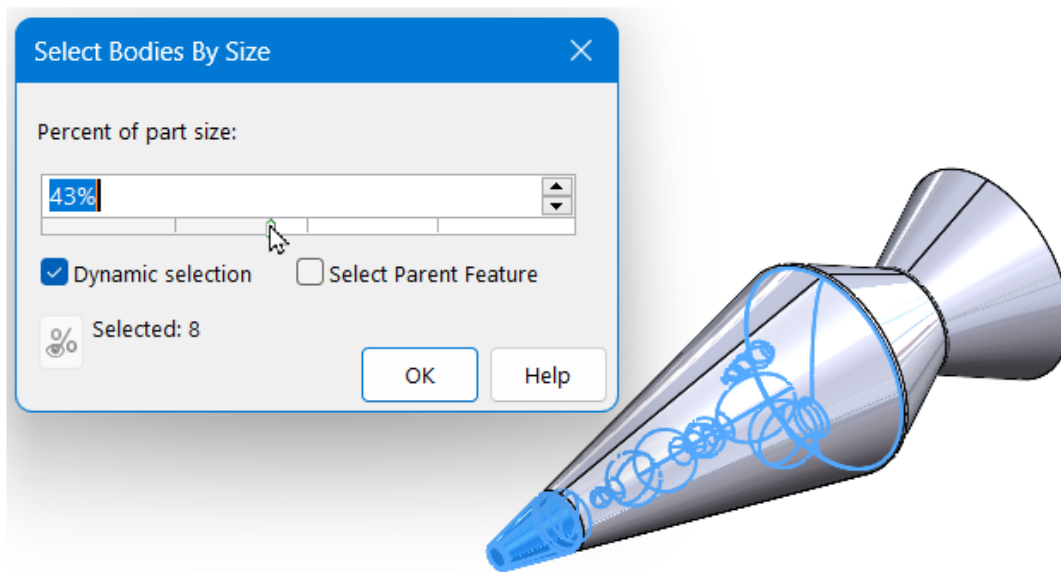 Select Bodies By Size
Percent of part size:
43%
Dynamic selection Select Parent Feature
Selected: 8
OK Help